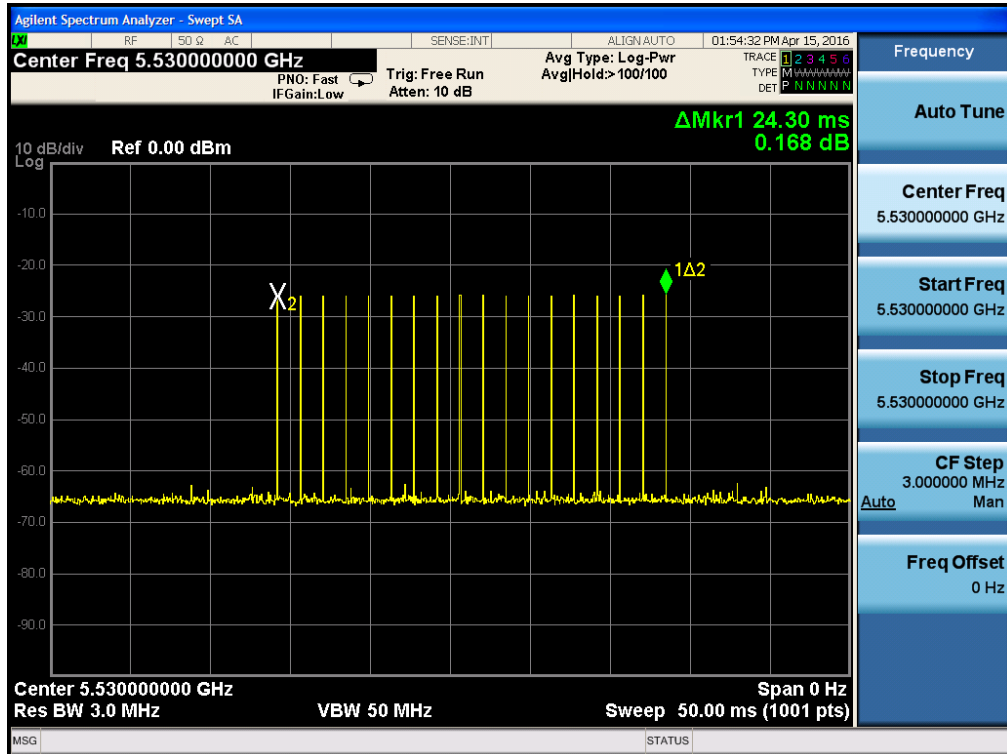 Agilent Spectrum Analyzer - Swept SA
LXI RF 50 Ω AC SENSE:INT ALIGN AUTO 01:54:32 PM Apr 15, 2016
Center Freq 5.530000000 GHz
PNO: Fast
IFGain:Low
Trig: Free Run
Atten: 10 dB
Avg Type: Log-Pwr
Avg|Hold:>100/100
TRACE 1 2 3 4 5 6
TYPE M
DET P N N N N N
ΔMkr1 24.30 ms
0.168 dB
10 dB/div Ref 0.00 dBm
Log
-10.0
-20.0
-30.0
-40.0
-50.0
-60.0
-70.0
-80.0
-90.0
X2
1Δ2
Center 5.530000000 GHz Span 0 Hz
Res BW 3.0 MHz VBW 50 MHz Sweep 50.00 ms (1001 pts)
MSG STATUS
Frequency
Auto Tune
Center Freq
5.530000000 GHz
Start Freq
5.530000000 GHz
Stop Freq
5.530000000 GHz
CF Step
3.000000 MHz
Auto Man
Freq Offset
0 Hz